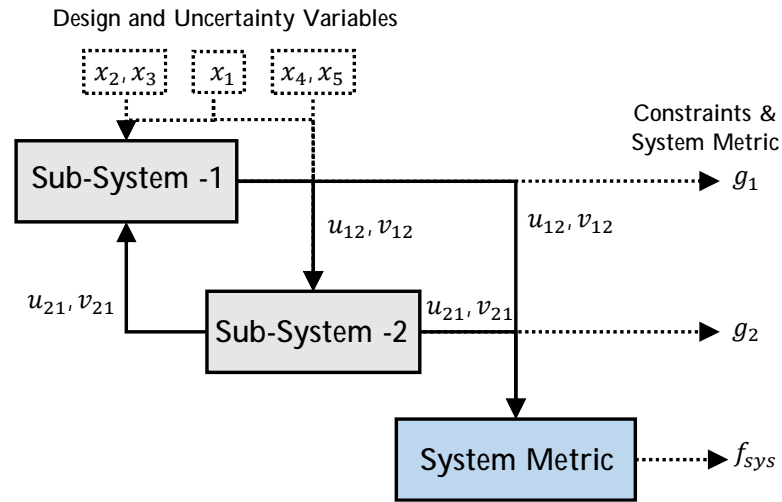 Design and Uncertainty Variables
x₂, x₃
x₁
x₄, x₅
Constraints &
System Metric
Sub-System -1
g₁
u₁₂, v₁₂
u₁₂, v₁₂
u₂₁, v₂₁
Sub-System -2
u₂₁, v₂₁
g₂
System Metric
f_sys